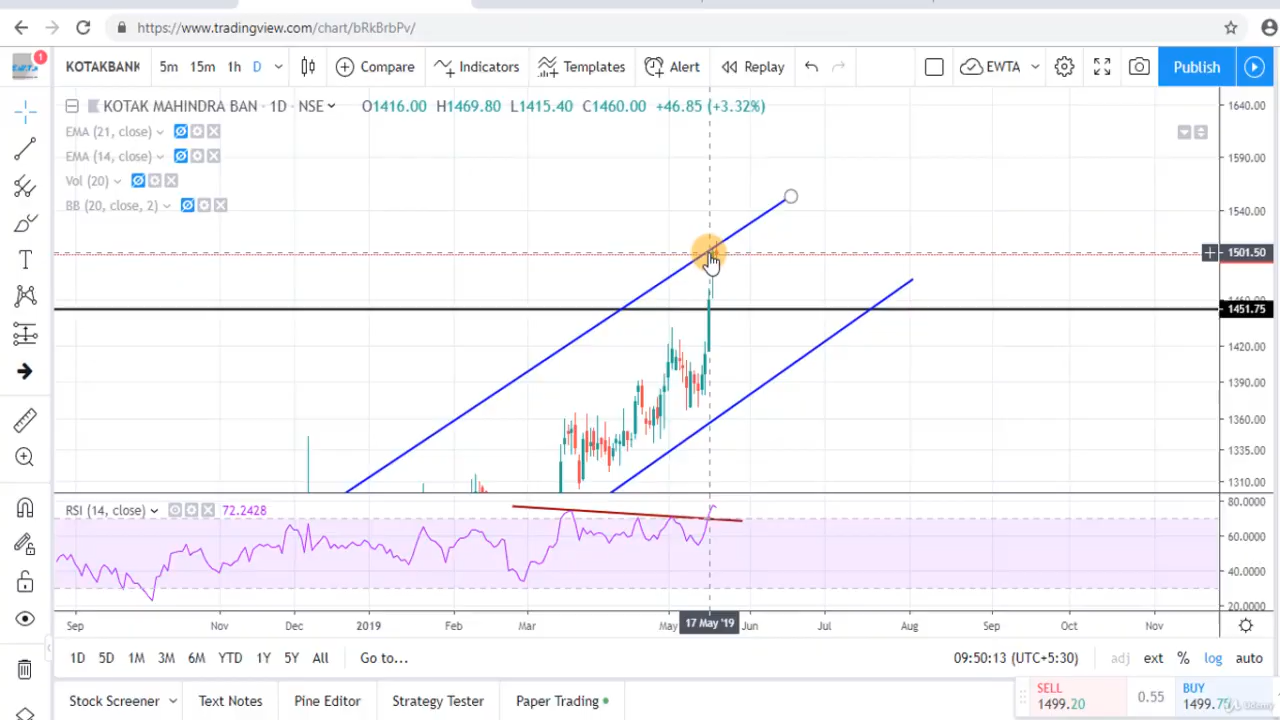 https://www.tradingview.com/chart/bRkBrbPv/
1 KOTAKBANK 5m 15m 1h D Compare Indicators Templates Alert Replay EWTA Publish
KOTAK MAHINDRA BAN · 1D · NSE O1416.00 H1469.80 L1415.40 C1460.00 +46.85 (+3.32%)
EMA (21, close)
EMA (14, close)
Vol (20)
BB (20, close, 2)
1640.00
1590.00
1540.00
1501.50
1451.75
1420.00
1390.00
1360.00
1335.00
1310.00
RSI (14, close) 72.2428
80.0000
60.0000
40.0000
20.0000
Sep Nov Dec 2019 Feb Mar May 17 May '19 Jun Jul Aug Sep Oct Nov
1D 5D 1M 3M 6M YTD 1Y 5Y All Go to... 09:50:13 (UTC+5:30) adj ext % log auto
Stock Screener Text Notes Pine Editor Strategy Tester Paper Trading
SELL
1499.20
0.55
BUY
1499.75
Udemy